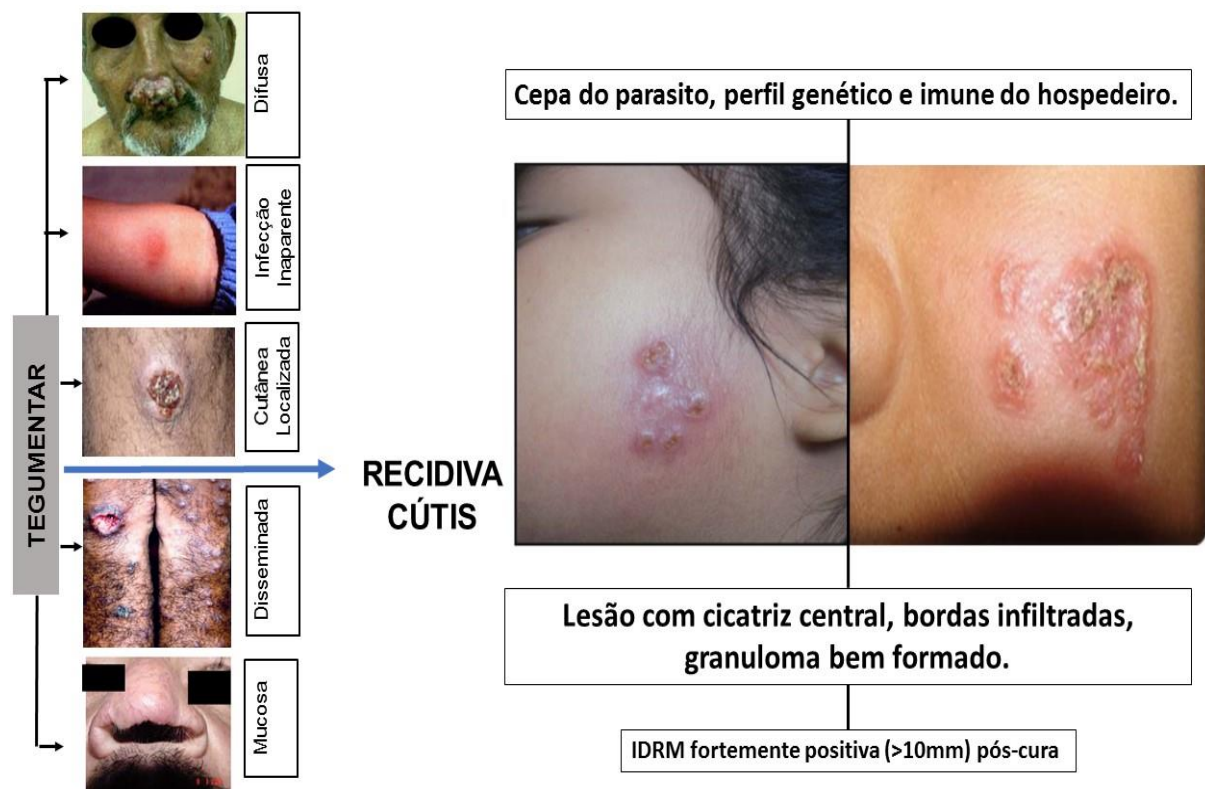 TEGUMENTAR
Difusa
Infecção
Inaparente
Cutânea
Localizada
Disseminada
Mucosa
RECIDIVA
CÚTIS
Cepa do parasito, perfil genético e imune do hospedeiro.
Lesão com cicatriz central, bordas infiltradas,
granuloma bem formado.
IDRM fortemente positiva (>10mm) pós-cura